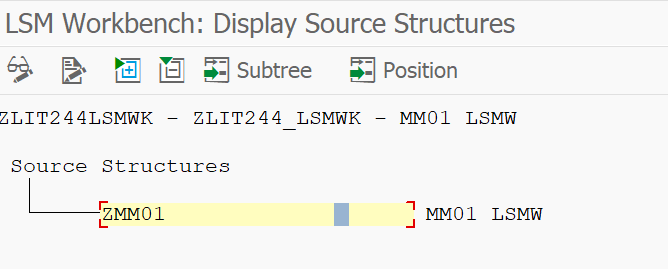 LSM Workbench: Display Source Structures
Subtree Position
ZLIT244LSMWK - ZLIT244_LSMWK - MM01 LSMW
Source Structures
ZMM01 MM01 LSMW